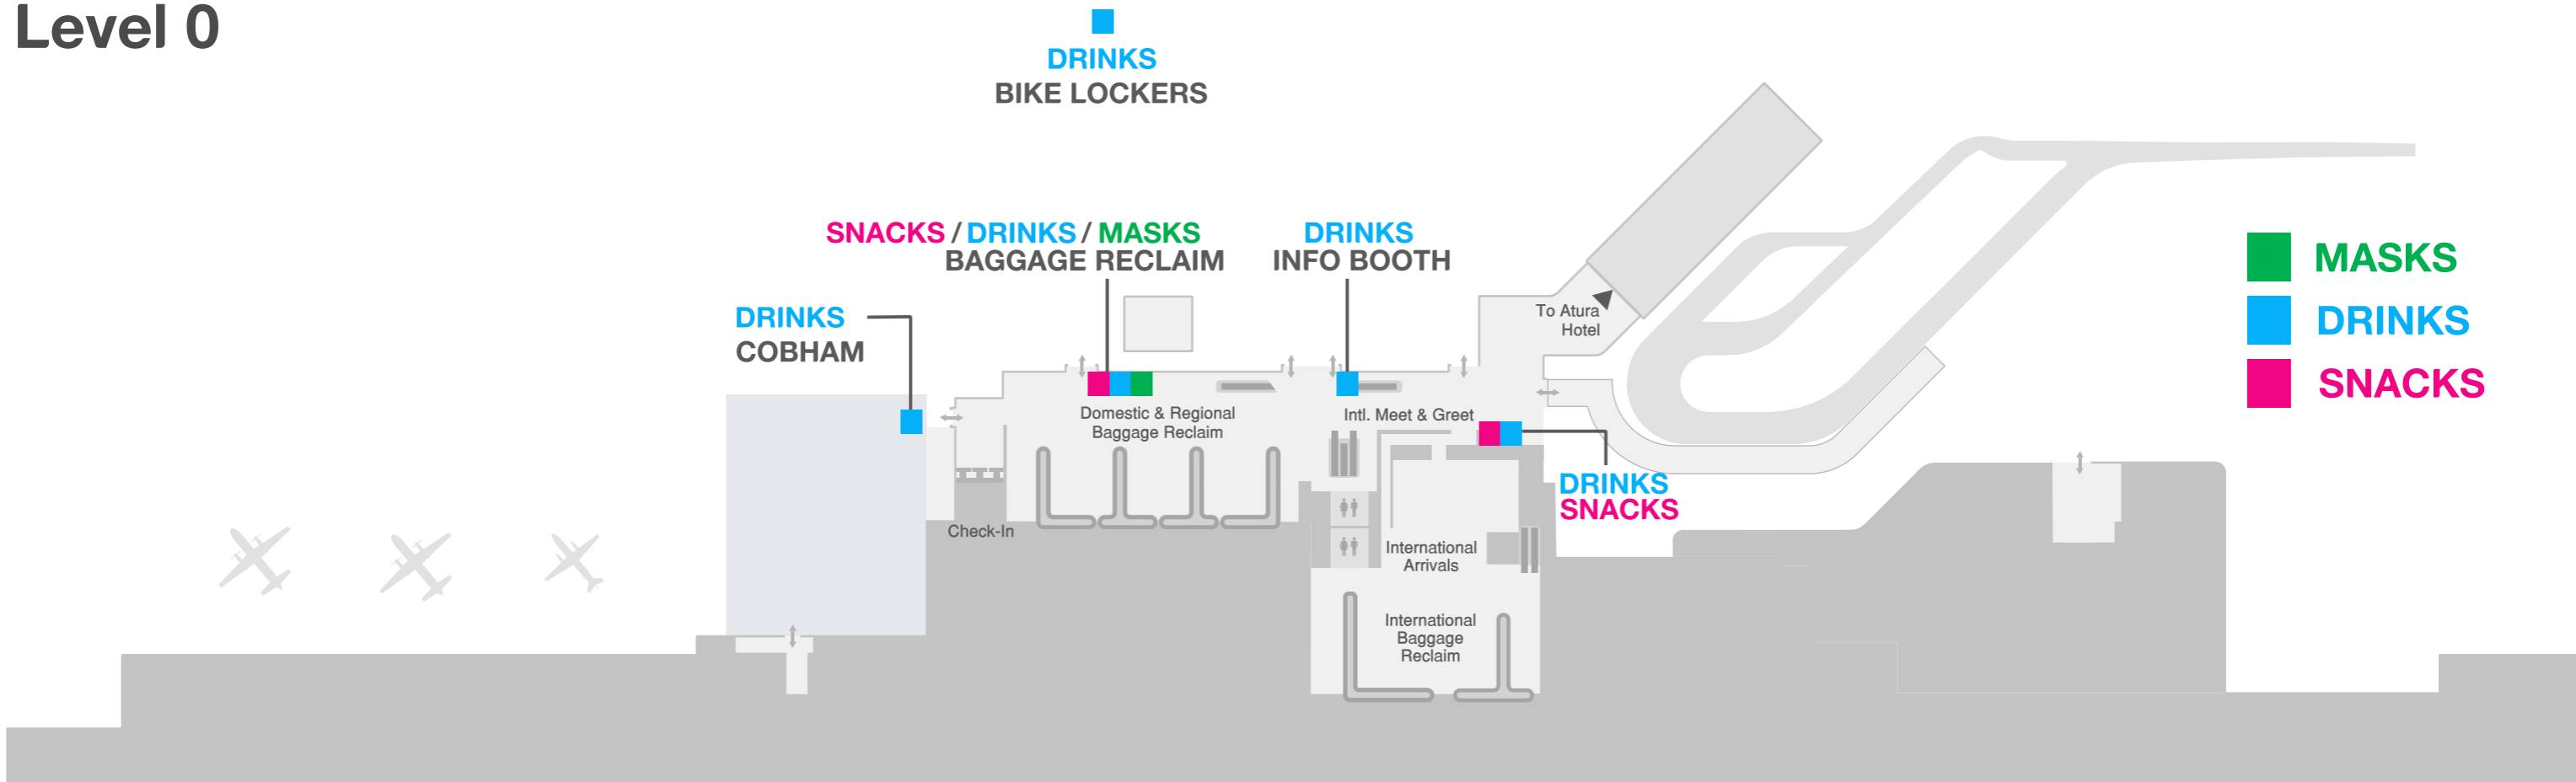 Level 0
DRINKS
BIKE LOCKERS
SNACKS / DRINKS / MASKS
BAGGAGE RECLAIM
DRINKS
INFO BOOTH
MASKS
DRINKS
SNACKS
DRINKS
COBHAM
To Atura
Hotel
Domestic & Regional
Baggage Reclaim
Intl. Meet & Greet
DRINKS
SNACKS
Check-In
International
Arrivals
International
Baggage
Reclaim